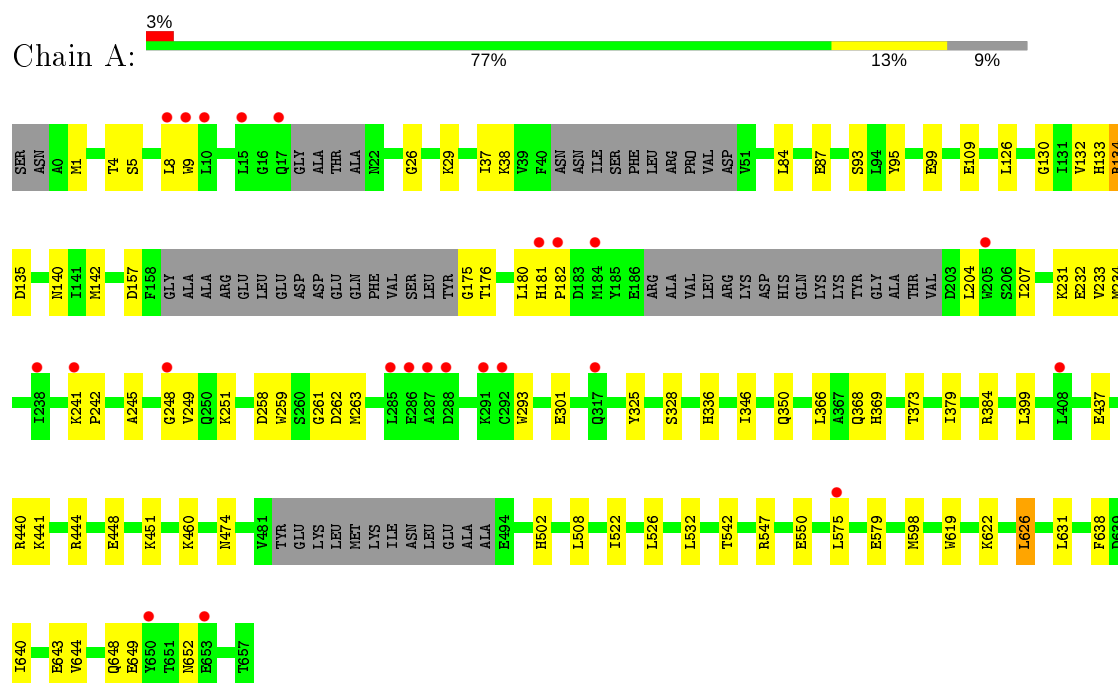 3%
Chain A:
77% 13% 9%
SER ASN A0 M1 T4 S5 L8 W9 L10 L15 G16 Q17 GLY ALA THR ALA N22 G26 K29 I37 K38 V39 F40 ASN ASN ILE SER PHE LEU ARG PRO VAL ASP V51 L84 E87 S93 L94 Y95 E99 E109 L126 G130 I131 V132 H133 R134
D135 N140 I141 M142 D157 F158 GLY ALA ALA ARG GLU LEU GLU ASP ASP GLU GLN PHE VAL SER LEU TYR G175 T176 L180 H181 P182 D183 M184 Y185 E186 ARG ALA VAL LEU ARG LYS ASP HIS GLN LYS LYS TYR GLY ALA THR VAL D203 L204 W205 S206 I207 K231 E232 V233 M234
I238 K241 P242 A245 G248 V249 Q250 K251 D258 W259 S260 G261 D262 M263 L285 E286 A287 D288 K291 C292 W293 E301 Q317 Y325 S328 H336 I346 Q350 L366 A367 Q368 H369 T373 I379 R384 L399 L408 E437
R440 K441 R444 E448 K451 K460 N474 V481 TYR GLU LYS LEU MET LYS ILE ASN LEU GLU ALA ALA E494 H502 L508 I522 L526 L532 T542 R547 E550 L575 E579 M598 W619 K622 L626 L631 F638 D639
I640 E643 V644 Q648 E649 Y650 T651 N652 E653 T657